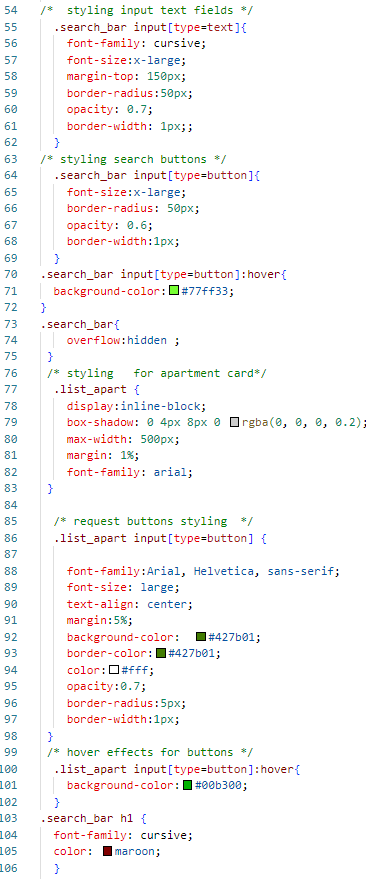 54 /*  styling input text fields */
55 .search_bar input[type=text]{
56 font-family: cursive;
57 font-size:x-large;
58 margin-top: 150px;
59 border-radius:50px;
60 opacity: 0.7;
61 border-width: 1px;;
62 }
63 /* styling search buttons */
64 .search_bar input[type=button]{
65 font-size:x-large;
66 border-radius: 50px;
67 opacity: 0.6;
68 border-width:1px;
69 }
70 .search_bar input[type=button]:hover{
71 background-color:#77ff33;
72 }
73 .search_bar{
74 overflow:hidden ;
75 }
76 /* styling   for apartment card*/
77 .list_apart {
78 display:inline-block;
79 box-shadow: 0 4px 8px 0 rgba(0, 0, 0, 0.2);
80 max-width: 500px;
81 margin: 1%;
82 font-family: arial;
83 }
84
85 /* request buttons styling  */
86 .list_apart input[type=button] {
87
88 font-family:Arial, Helvetica, sans-serif;
89 font-size: large;
90 text-align: center;
91 margin:5%;
92 background-color:  #427b01;
93 border-color:#427b01;
94 color:#fff;
95 opacity:0.7;
96 border-radius:5px;
97 border-width:1px;
98 }
99 /* hover effects for buttons */
100 .list_apart input[type=button]:hover{
101 background-color:#00b300;
102 }
103 .search_bar h1 {
104 font-family: cursive;
105 color: maroon;
106 }